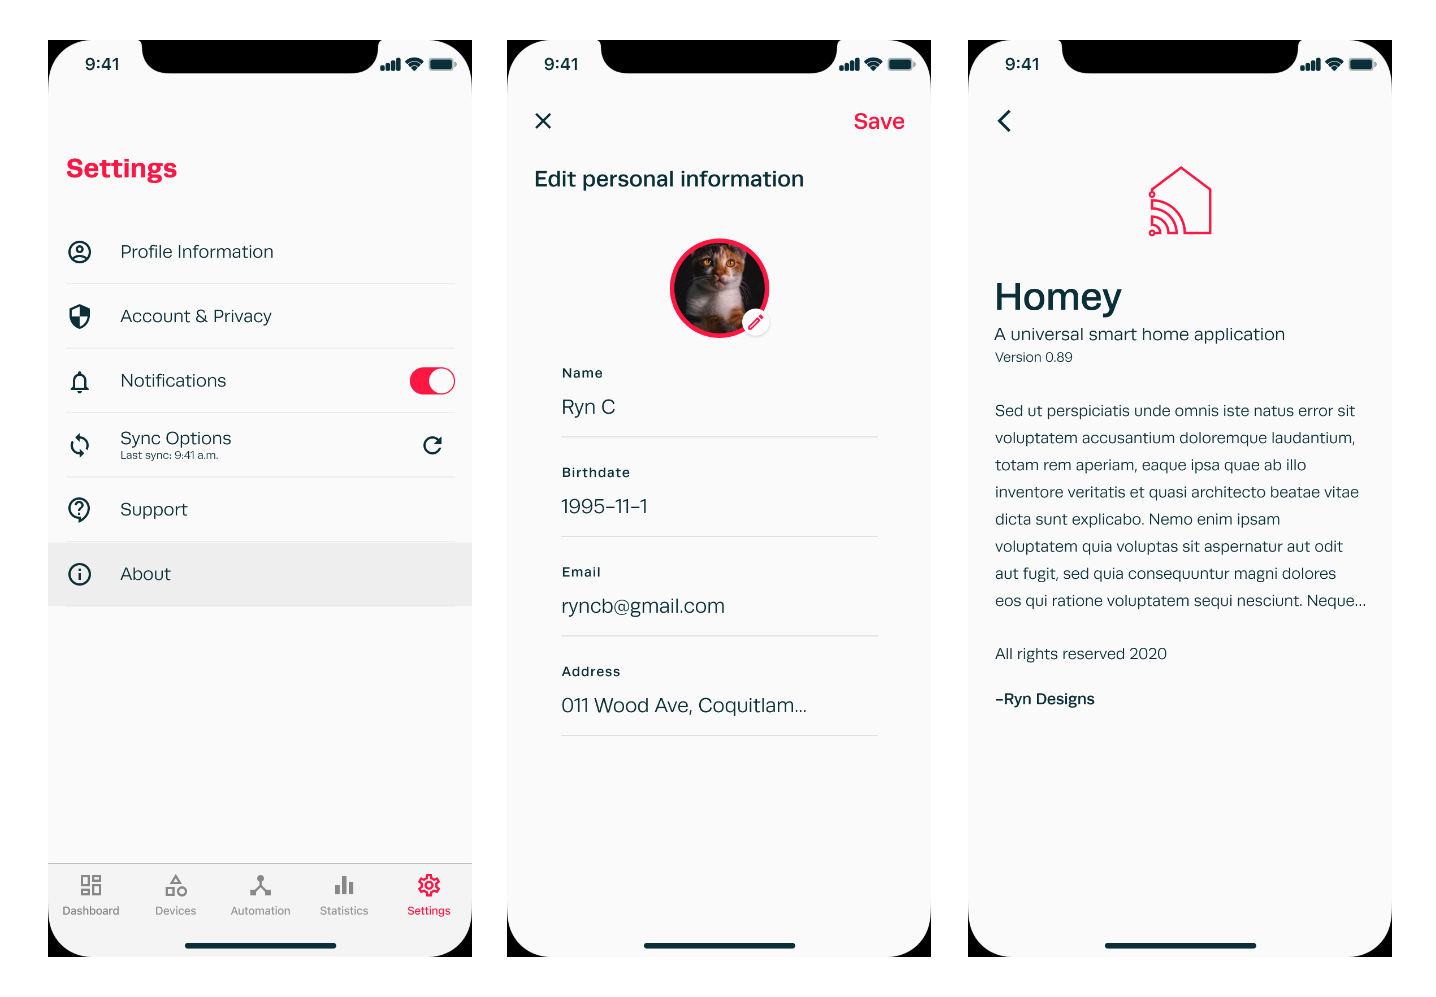 9:41
Settings
Profile Information
Account & Privacy
Notifications
Sync Options
Last sync: 9:41 a.m.
Support
About
Dashboard
Devices
Automation
Statistics
Settings
9:41
Save
Edit personal information
Name
Ryn C
Birthdate
1995-11-1
Email
ryncb@gmail.com
Address
011 Wood Ave, Coquitlam...
9:41
Homey
A universal smart home application
Version 0.89
Sed ut perspiciatis unde omnis iste natus error sit
voluptatem accusantium doloremque laudantium,
totam rem aperiam, eaque ipsa quae ab illo
inventore veritatis et quasi architecto beatae vitae
dicta sunt explicabo. Nemo enim ipsam
voluptatem quia voluptas sit aspernatur aut odit
aut fugit, sed quia consequuntur magni dolores
eos qui ratione voluptatem sequi nesciunt. Neque...
All rights reserved 2020
-Ryn Designs